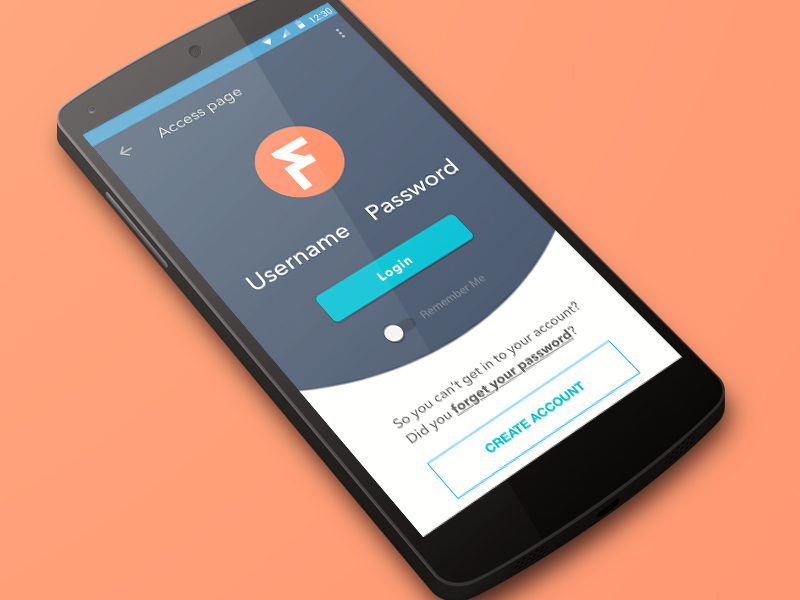 12:30
Access page
Username Password
Login
Remember Me
So you can't get in to your account?
Did you forget your password?
CREATE ACCOUNT